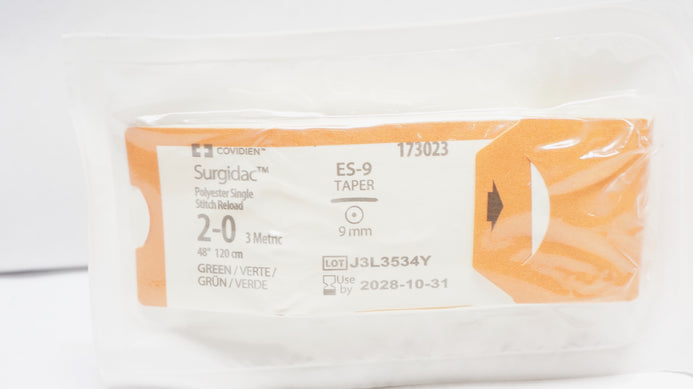 COVIDIEN™
173023
Surgidac™
Polyester Single
Stitch Reload
2-0 3 Metric
48" 120 cm
GREEN / VERTE /
GRÜN / VERDE
ES-9
TAPER
9 mm
LOT J3L3534Y
Use
by 2028-10-31